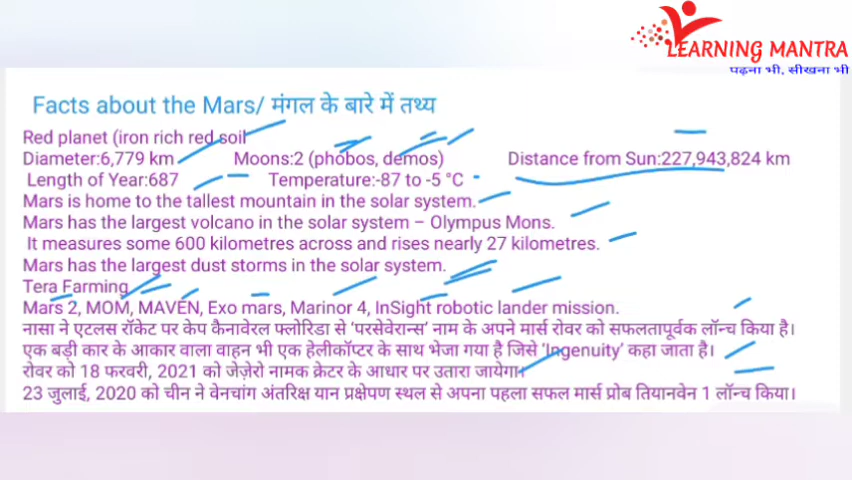 LEARNING MANTRA
पढ़ना भी, सीखना भी
Facts about the Mars/ मंगल के बारे में तथ्य
Red planet (iron rich red soil
Diameter:6,779 km Moons:2 (phobos, demos) Distance from Sun:227,943,824 km
Length of Year:687 Temperature:-87 to -5 °C
Mars is home to the tallest mountain in the solar system.
Mars has the largest volcano in the solar system – Olympus Mons.
It measures some 600 kilometres across and rises nearly 27 kilometres.
Mars has the largest dust storms in the solar system.
Tera Farming
Mars 2, MOM, MAVEN, Exo mars, Marinor 4, InSight robotic lander mission.
नासा ने एटलस रॉकेट पर केप कैनावेरल फ्लोरिडा से ‘परसेवेरान्स’ नाम के अपने मार्स रोवर को सफलतापूर्वक लॉन्च किया है।
एक बड़ी कार के आकार वाला वाहन भी एक हेलीकॉप्टर के साथ भेजा गया है जिसे ‘Ingenuity’ कहा जाता है।
रोवर को 18 फरवरी, 2021 को जेज़ेरो नामक क्रेटर के आधार पर उतारा जायेगा।
23 जुलाई, 2020 को चीन ने वेनचांग अंतरिक्ष यान प्रक्षेपण स्थल से अपना पहला सफल मार्स प्रोब तियानवेन 1 लॉन्च किया।